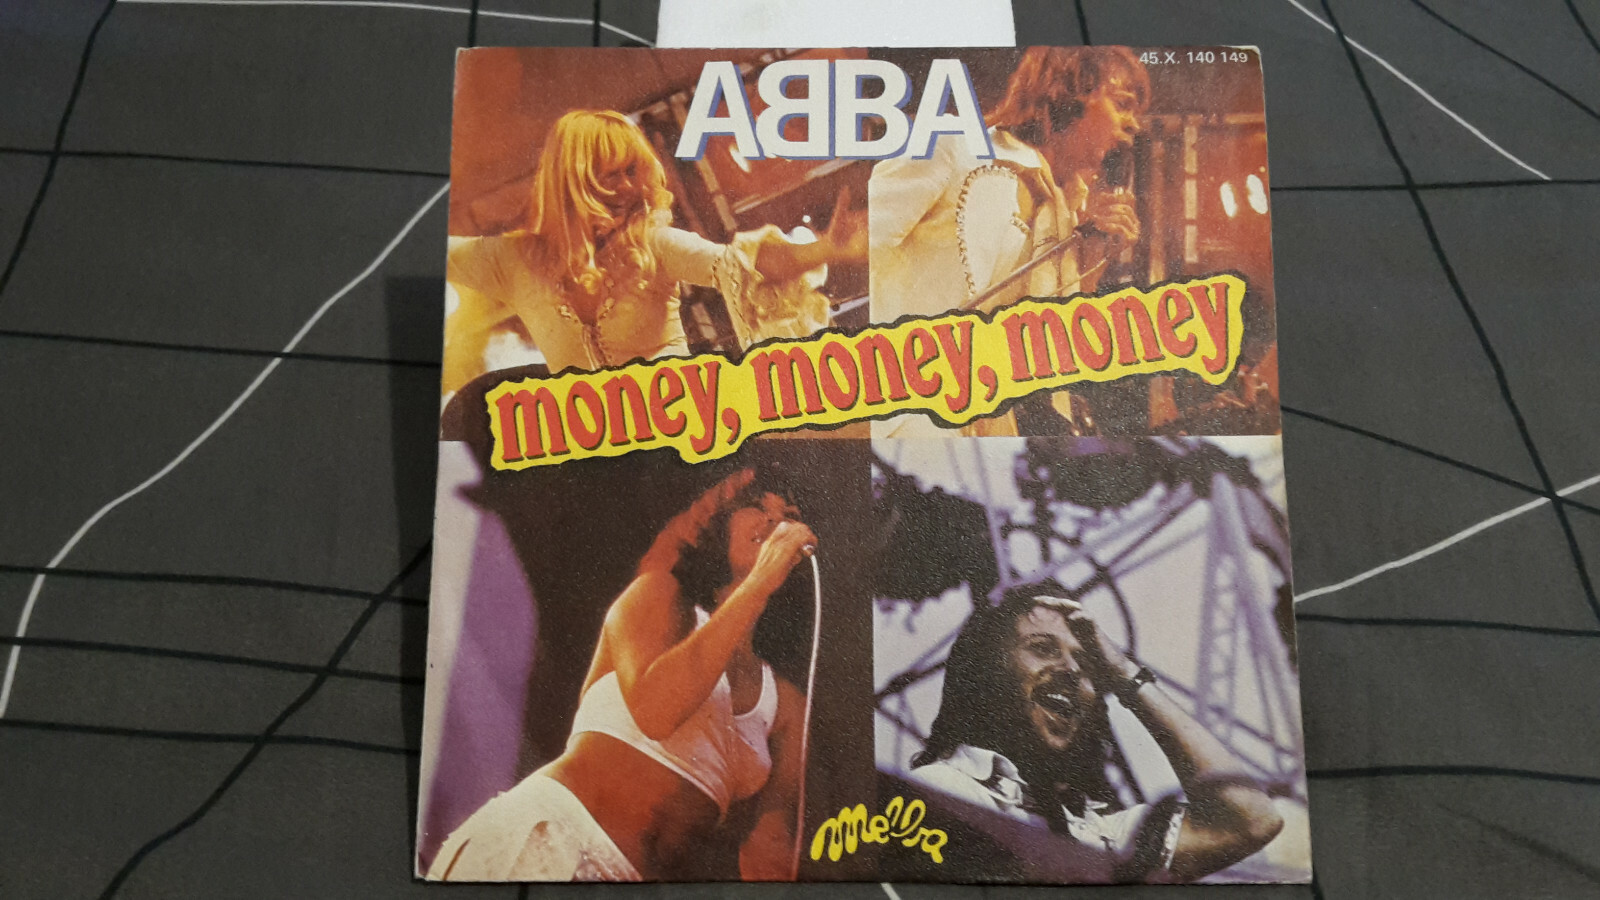 45.X. 140 149
ABBA
money, money, money
Melba